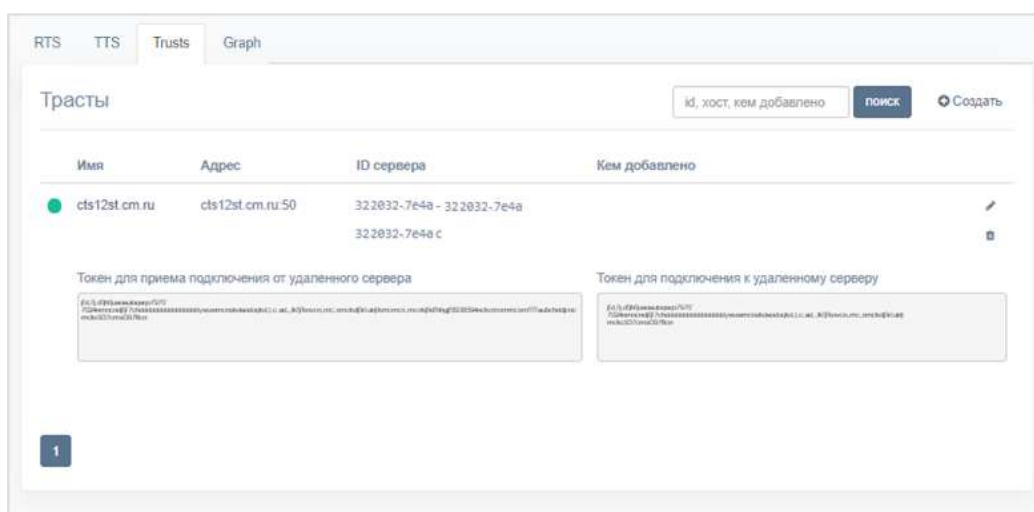 RTS TTS Trusts Graph
Трасты
id, хост, кем добавлено поиск Создать
Имя Адрес ID сервера Кем добавлено
cts12st.cm.ru cts12st.cm.ru:50 322032-7e4a - 322032-7e4a
322032-7e4a c
Токен для приема подключения от удаленного сервера Токен для подключения к удаленному серверу
1